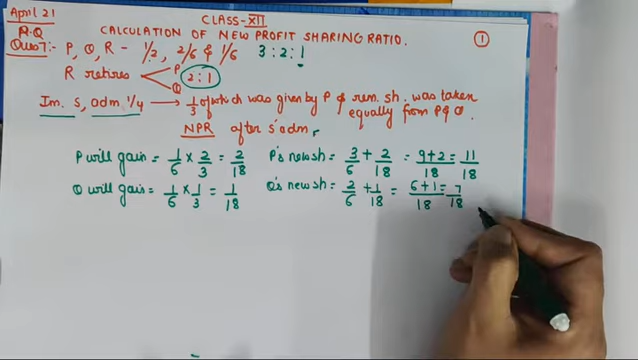 April 21
P-Q
CLASS-XII
CALCULATION OF NEW PROFIT SHARING RATIO.
①
Ques7:- P, Q, R - 1/2, 2/6 & 1/6 3:2:1
R retires P Q 2:1
Im. S, adm. 1/4 → 1/3 of which was given by P & rem. sh. was taken
equally from P & Q.
NPR after S' adm.
P will gain = 1/6 × 2/3 = 2/18 P's new sh = 3/6 + 2/18 = 9+2/18 = 11/18
Q will gain = 1/6 × 1/3 = 1/18 Q's new sh = 2/6 + 1/18 = 6+1/18 = 7/18